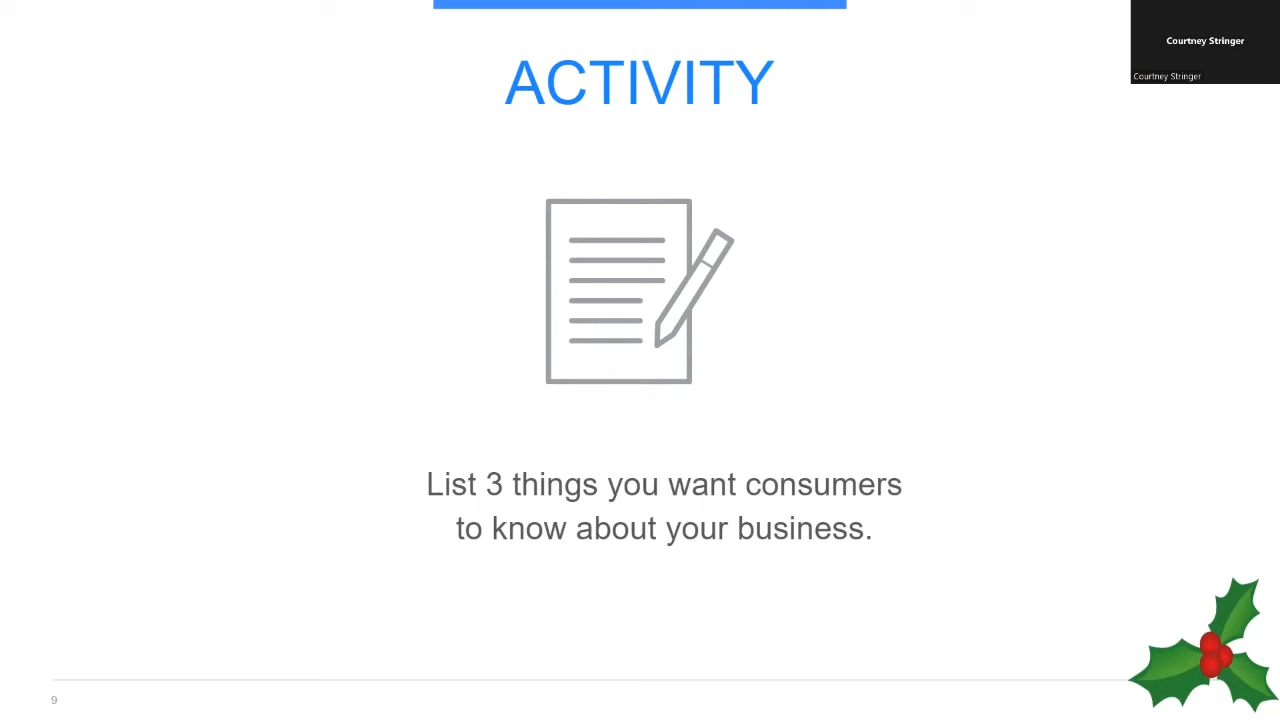 ACTIVITY
Courtney Stringer
Courtney Stringer
List 3 things you want consumers
to know about your business.
9